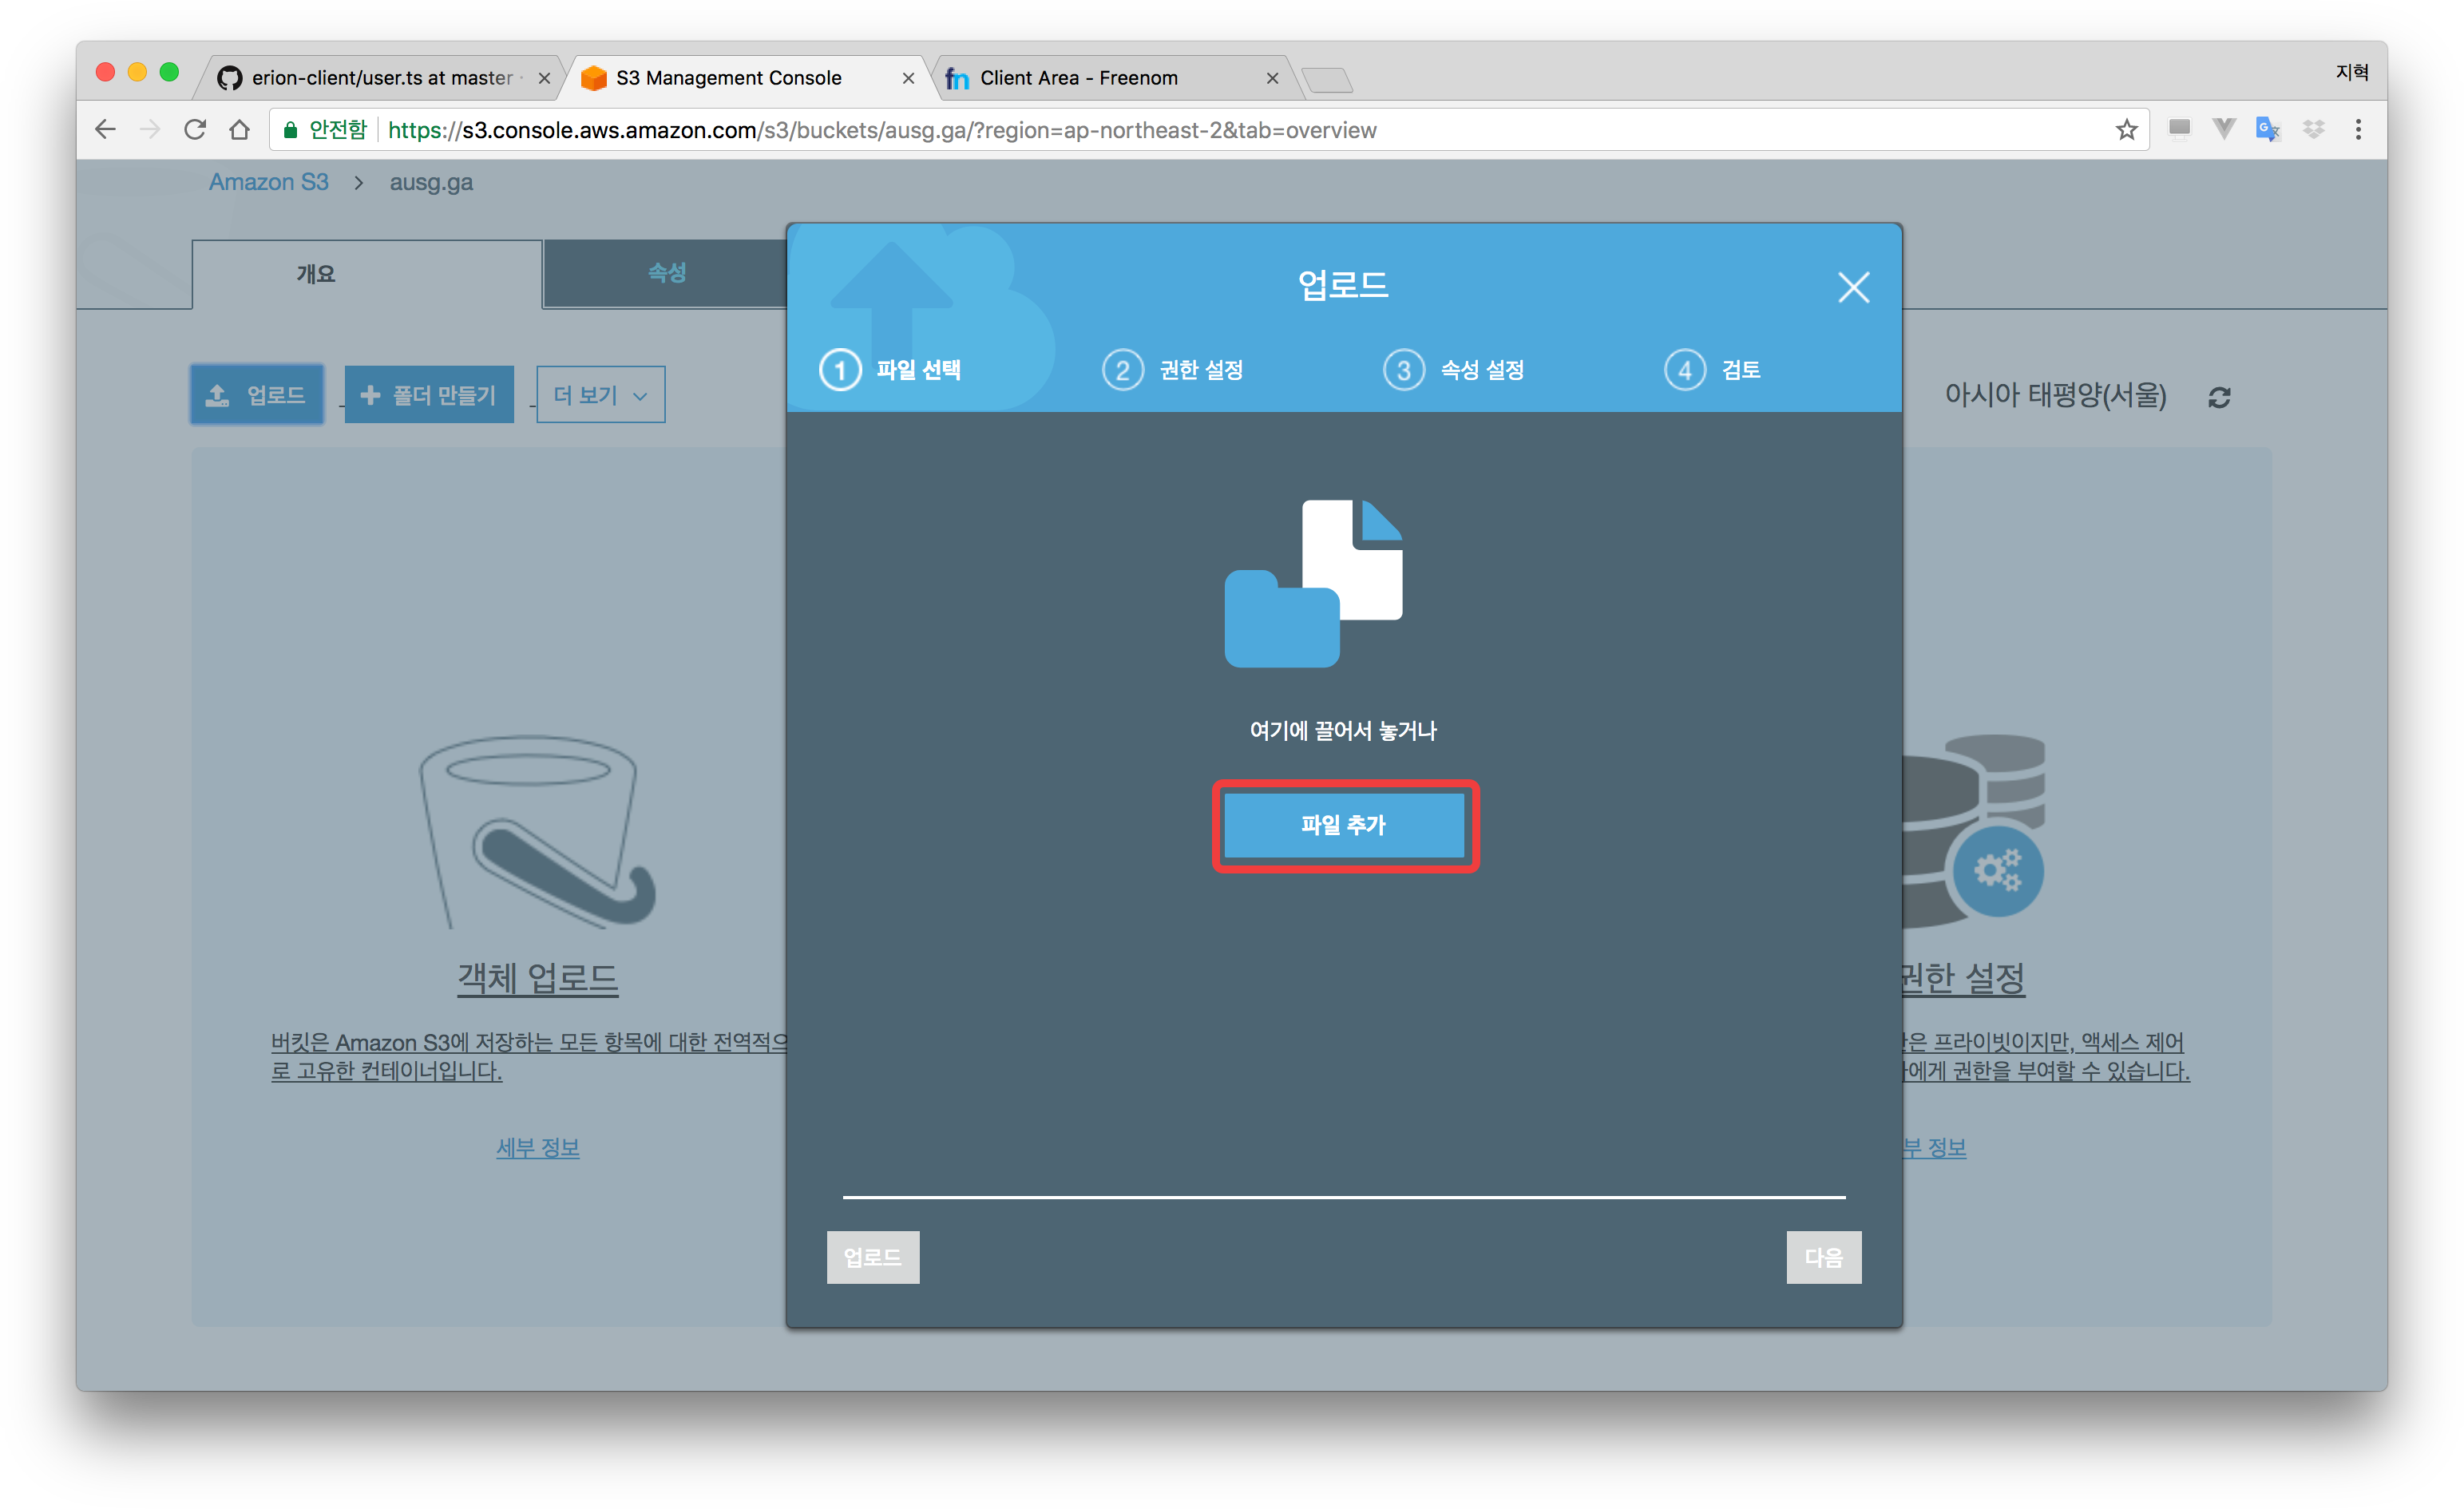 erion-client/user.ts at master ·
S3 Management Console
fn Client Area - Freenom
지혁
안전함 https://s3.console.aws.amazon.com/s3/buckets/ausg.ga/?region=ap-northeast-2&tab=overview
Amazon S3 > ausg.ga
개요
속성
업로드
폴더 만들기
더 보기
아시아 태평양(서울)
업로드
1 파일 선택
2 권한 설정
3 속성 설정
4 검토
여기에 끌어서 놓거나
파일 추가
업로드
다음
객체 업로드
버킷은 Amazon S3에 저장하는 모든 항목에 대한 전역적으
로 고유한 컨테이너입니다.
세부 정보
권한 설정
은 프라이빗이지만, 액세스 제어
에게 권한을 부여할 수 있습니다.
부 정보